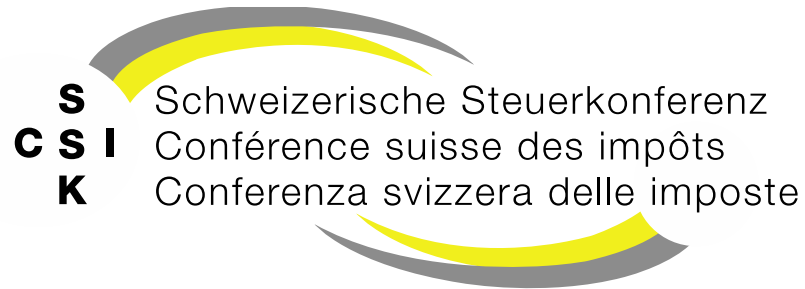 S
CSI
K
Schweizerische Steuerkonferenz
Conférence suisse des impôts
Conferenza svizzera delle imposte